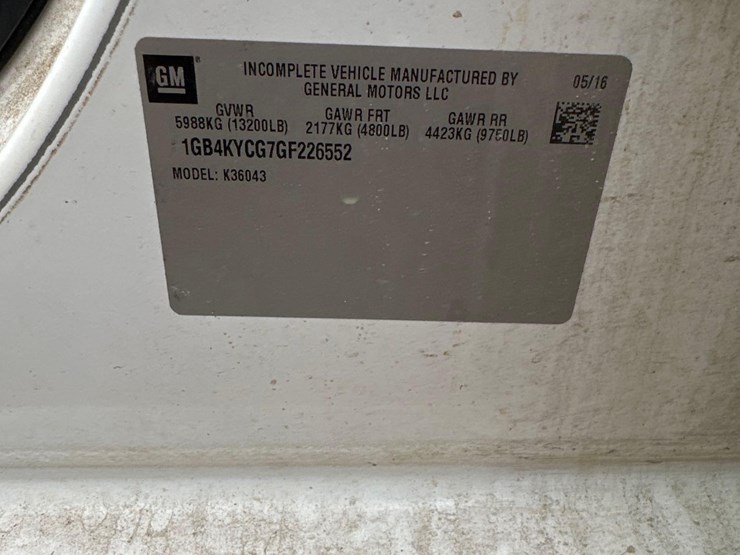 GM
INCOMPLETE VEHICLE MANUFACTURED BY
GENERAL MOTORS LLC
05/16
GVWR GAWR FRT GAWR RR
5988KG (13200LB) 2177KG (4800LB) 4423KG (9750LB)
1GB4KYCG7GF226552
MODEL: K36043